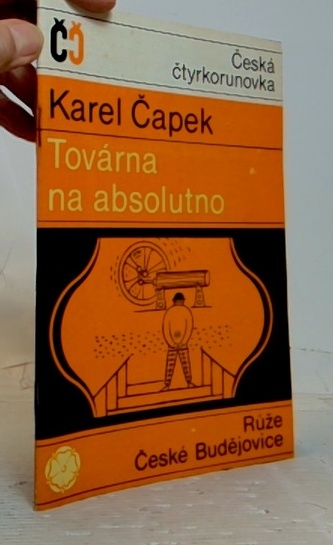 ČČ
Česká
čtyrkorunovka
Karel Čapek
Továrna
na absolutno
Růže
České Budějovice